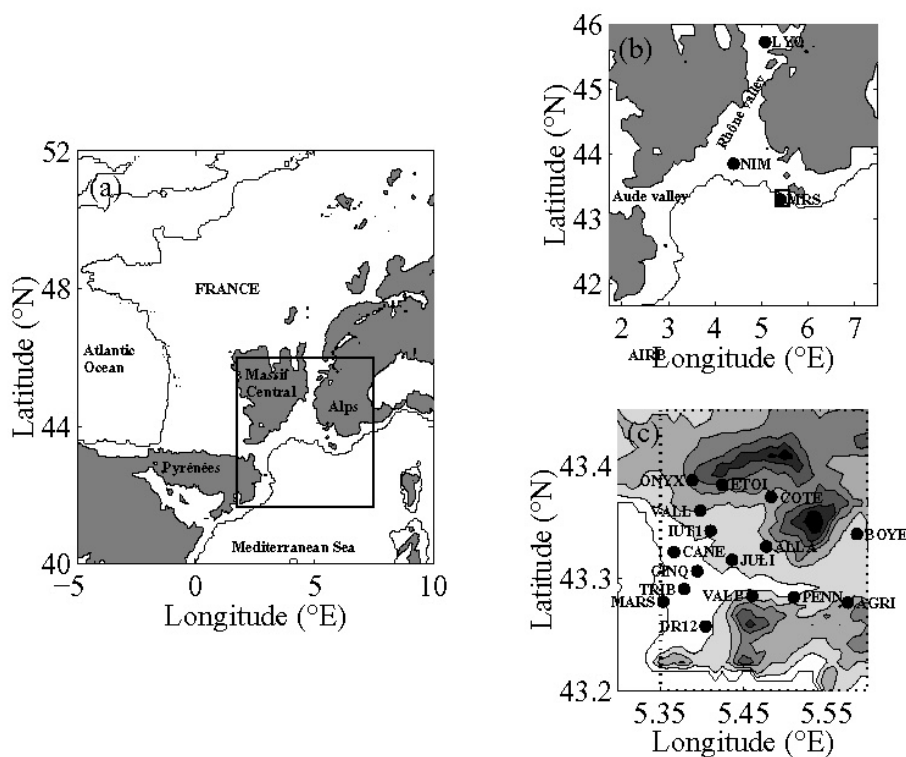 (a)
52
48
44
40
Latitude (°N)
-5
0
5
10
Longitude (°E)
FRANCE
Atlantic
Ocean
Massif
Central
Alps
Pyrénées
Mediterranean Sea
(b)
46
45
44
43
42
Latitude (°N)
2
3
4
5
6
7
Longitude (°E)
AIRB
LYO
Rhône valley
NIM
Aude valley
MRS
(c)
43.4
43.3
43.2
Latitude (°N)
5.35
5.45
5.55
Longitude (°E)
ONYX
ETOI
COTE
VALL
IUT1
BOYE
CANE
ALLA
JULI
CINQ
TRIB
MARS
VALB
PENN
AGRI
DR12